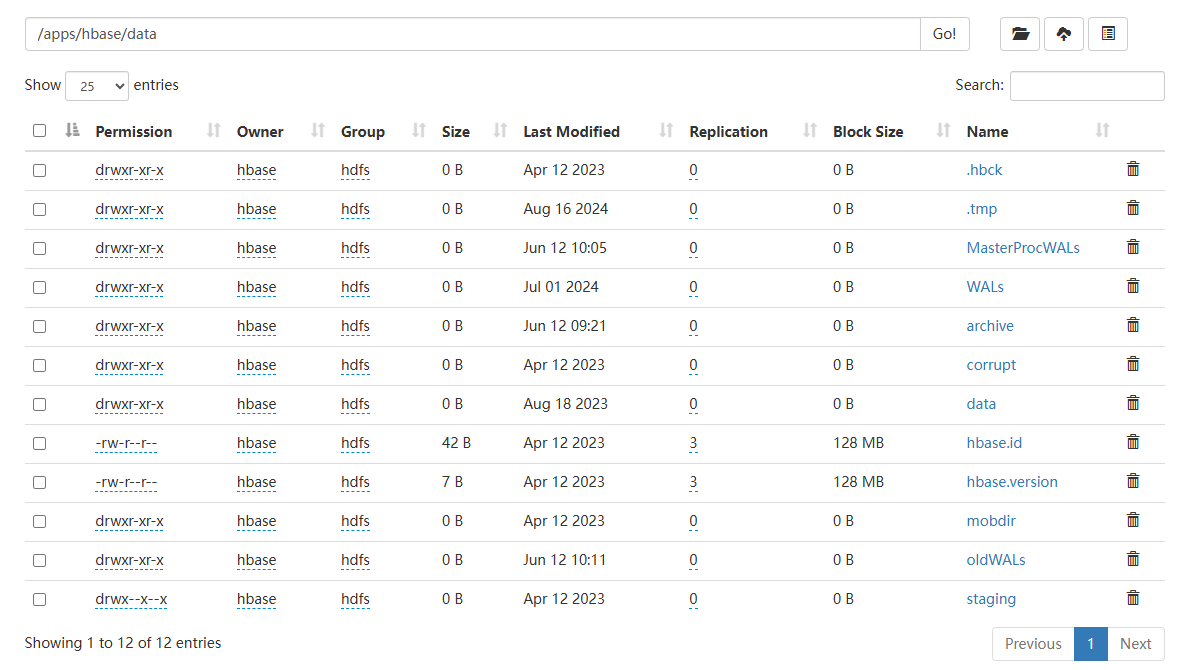 /apps/hbase/data Go!
Show 25 entries Search:
Permission Owner Group Size Last Modified Replication Block Size Name
drwxr-xr-x hbase hdfs 0 B Apr 12 2023 0 0 B .hbck
drwxr-xr-x hbase hdfs 0 B Aug 16 2024 0 0 B .tmp
drwxr-xr-x hbase hdfs 0 B Jun 12 10:05 0 0 B MasterProcWALs
drwxr-xr-x hbase hdfs 0 B Jul 01 2024 0 0 B WALs
drwxr-xr-x hbase hdfs 0 B Jun 12 09:21 0 0 B archive
drwxr-xr-x hbase hdfs 0 B Apr 12 2023 0 0 B corrupt
drwxr-xr-x hbase hdfs 0 B Aug 18 2023 0 0 B data
-rw-r--r-- hbase hdfs 42 B Apr 12 2023 3 128 MB hbase.id
-rw-r--r-- hbase hdfs 7 B Apr 12 2023 3 128 MB hbase.version
drwxr-xr-x hbase hdfs 0 B Apr 12 2023 0 0 B mobdir
drwxr-xr-x hbase hdfs 0 B Jun 12 10:11 0 0 B oldWALs
drwx--x--x hbase hdfs 0 B Apr 12 2023 0 0 B staging
Showing 1 to 12 of 12 entries Previous 1 Next